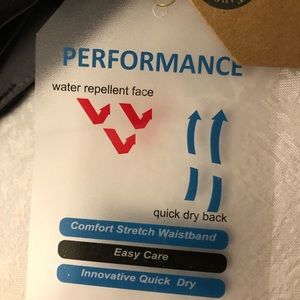 PERFORMANCE
water repellent face
quick dry back
Comfort Stretch Waistband
Easy Care
Innovative Quick Dry